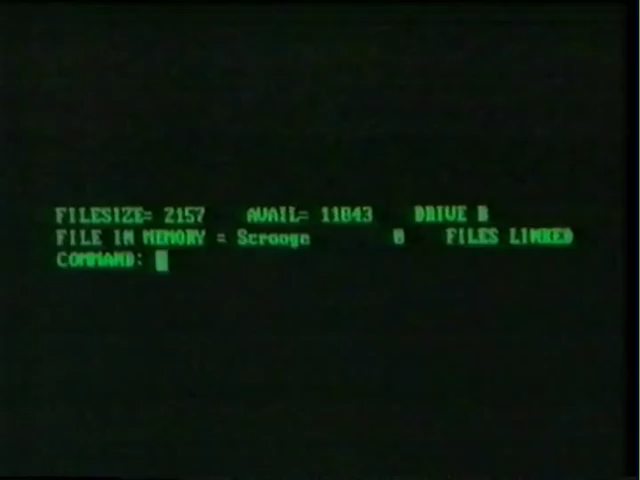 FILESIZE= 2157 AVAIL= 11843 DRIVE B
FILE IN MEMORY = Scrooge 0 FILES LINKED
COMMAND: